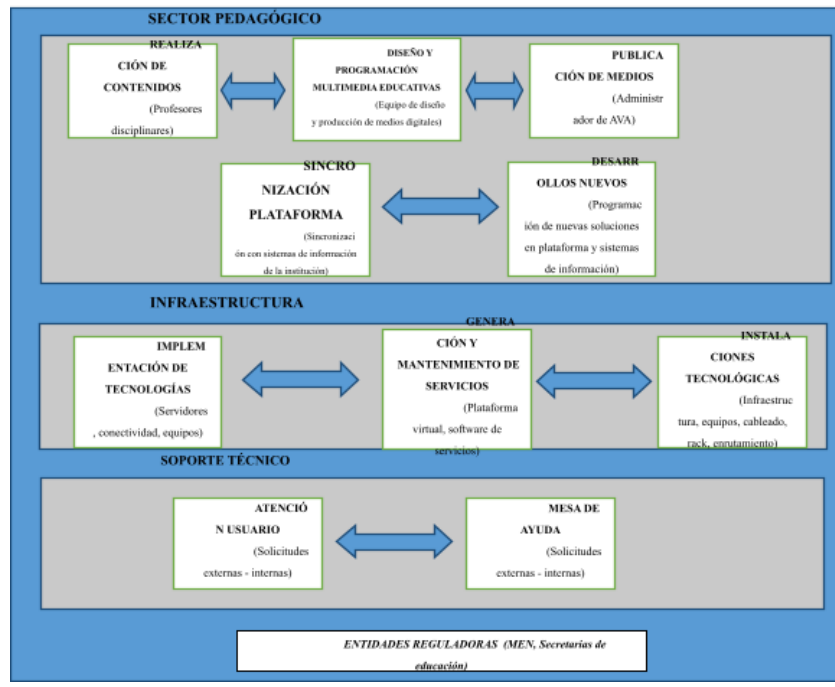 SECTOR PEDAGÓGICO
REALIZA
CIÓN DE
CONTENIDOS
(Profesores
disciplinares)
DISEÑO Y
PROGRAMACIÓN
MULTIMEDIA EDUCATIVAS
(Equipo de diseño
y producción de medios digitales)
PUBLICA
CIÓN DE MEDIOS
(Administr
ador de AVA)
SINCRO
NIZACIÓN
PLATAFORMA
(Sincronizaci
ón con sistemas de información
de la institución)
DESARR
OLLOS NUEVOS
(Programac
ión de nuevas soluciones
en plataforma y sistemas
de información)
INFRAESTRUCTURA
IMPLEM
ENTACIÓN DE
TECNOLOGÍAS
(Servidores
, conectividad, equipos)
GENERA
CIÓN Y
MANTENIMIENTO DE
SERVICIOS
(Plataforma
virtual, software de
servicios)
INSTALA
CIONES
TECNOLÓGICAS
(Infraestruc
tura, equipos, cableado,
rack, enrutamiento)
SOPORTE TÉCNICO
ATENCIÓ
N USUARIO
(Solicitudes
externas - internas)
MESA DE
AYUDA
(Solicitudes
externas - internas)
ENTIDADES REGULADORAS (MEN, Secretarías de
educación)